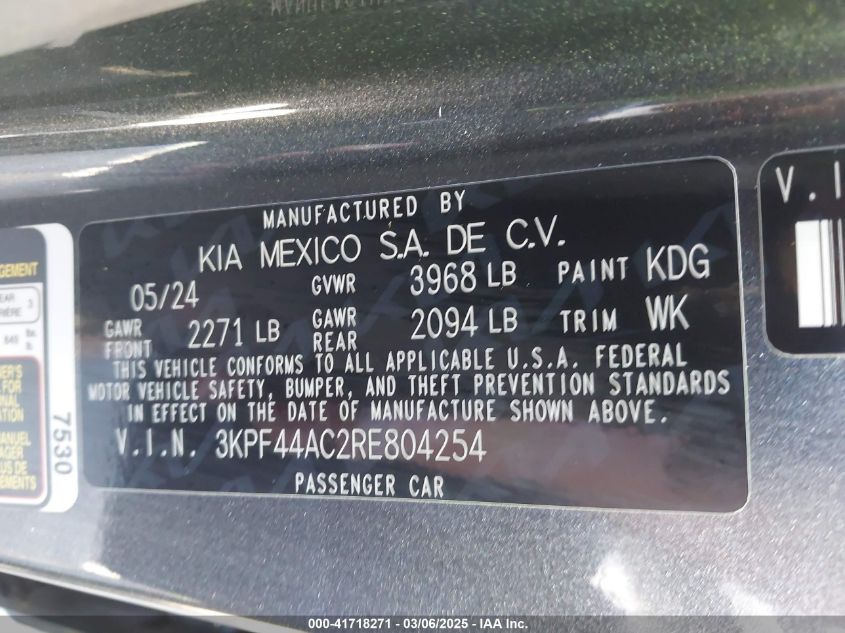 MANUFACTURED BY
KIA MEXICO S.A. DE C.V.
05/24 GVWR 3968 LB PAINT KDG
GAWR FRONT 2271 LB GAWR REAR 2094 LB TRIM WK
THIS VEHICLE CONFORMS TO ALL APPLICABLE U.S.A. FEDERAL
MOTOR VEHICLE SAFETY, BUMPER, AND THEFT PREVENTION STANDARDS
IN EFFECT ON THE DATE OF MANUFACTURE SHOWN ABOVE.
V.I.N. 3KPF44AC2RE804254
PASSENGER CAR
7530
V.I
000-41718271 - 03/06/2025 - IAA Inc.